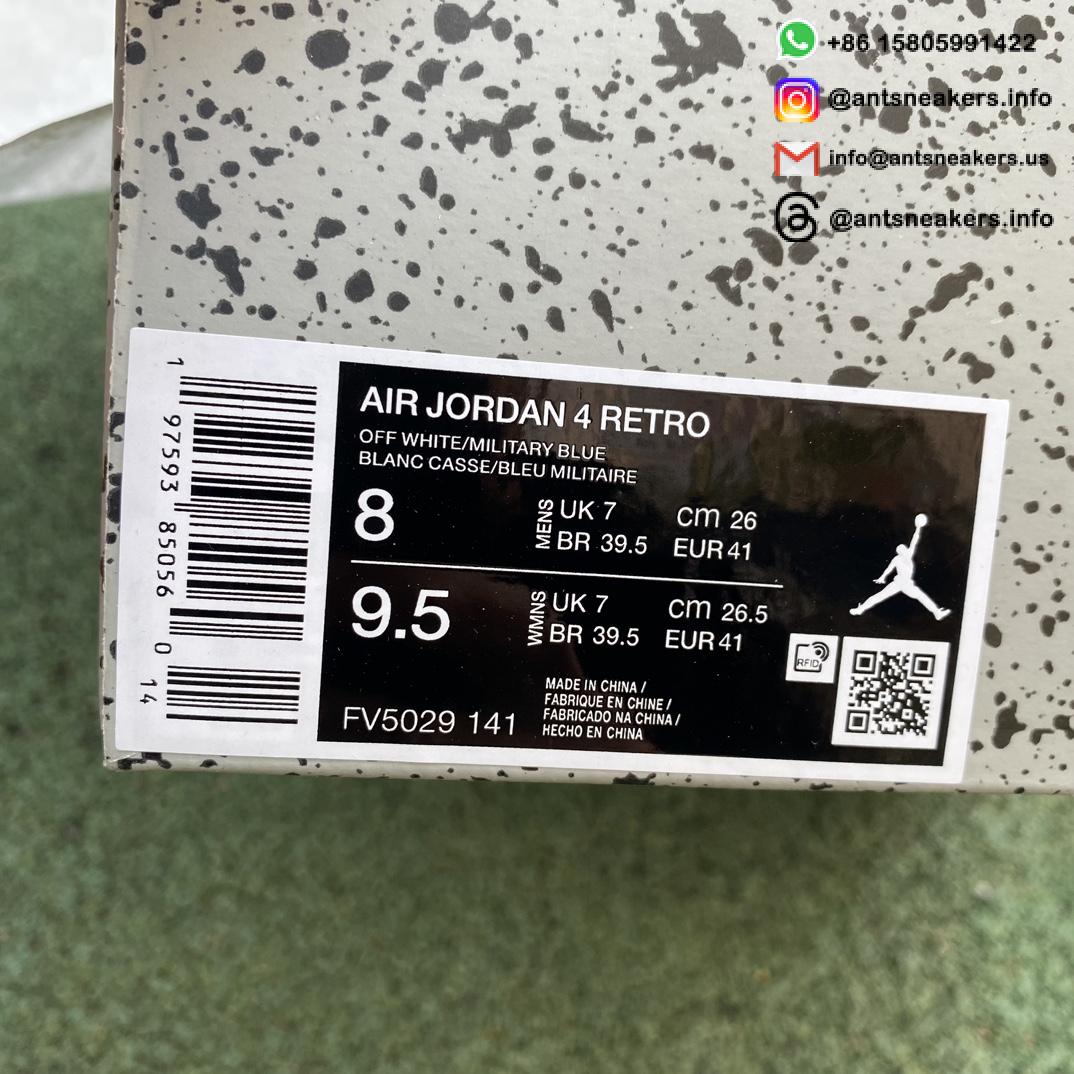 +86 15805991422
@antsneakers.info
info@antsneakers.us
@antsneakers.info
1 97593 85056 0 14
AIR JORDAN 4 RETRO
OFF WHITE/MILITARY BLUE
BLANC CASSE/BLEU MILITAIRE
8
MENS
UK 7
cm 26
BR 39.5
EUR 41
9.5
WMNS
UK 7
cm 26.5
BR 39.5
EUR 41
RFID
FV5029 141
MADE IN CHINA /
FABRIQUE EN CHINE /
FABRICADO NA CHINA /
HECHO EN CHINA